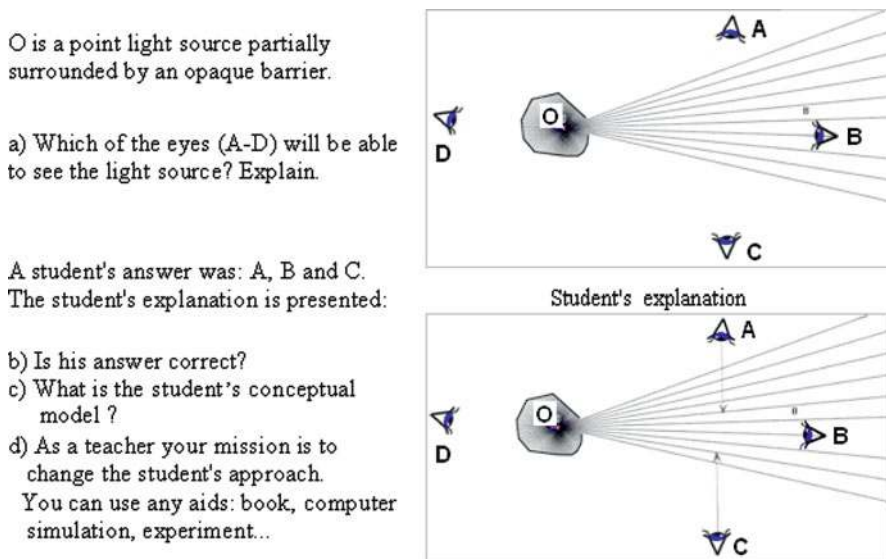 O is a point light source partially
surrounded by an opaque barrier.
a) Which of the eyes (A-D) will be able
to see the light source? Explain.
A student's answer was: A, B and C.
The student's explanation is presented:
b) Is his answer correct?
c) What is the student’s conceptual
model ?
d) As a teacher your mission is to
change the student's approach.
You can use any aids: book, computer
simulation, experiment...
A
O
B
D
C
Student's explanation
A
O
B
D
C